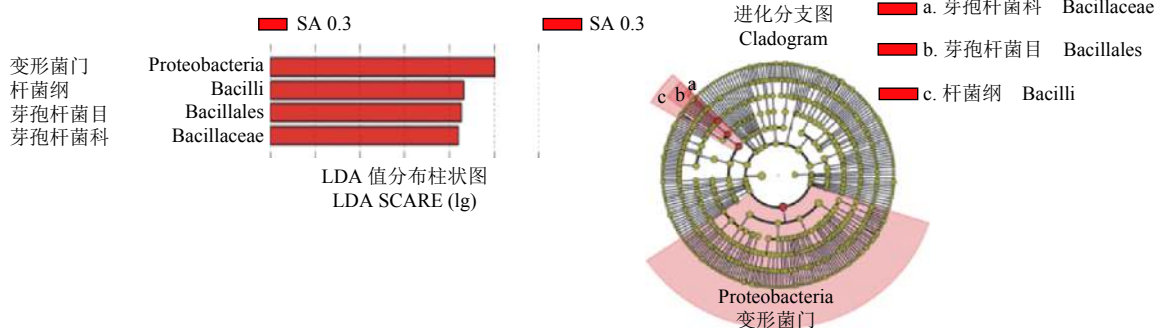 SA 0.3
变形菌门 Proteobacteria
杆菌纲 Bacilli
芽孢杆菌目 Bacillales
芽孢杆菌科 Bacillaceae
LDA 值分布柱状图
LDA SCARE (lg)
SA 0.3
进化分支图
Cladogram
a. 芽孢杆菌科 Bacillaceae
b. 芽孢杆菌目 Bacillales
c. 杆菌纲 Bacilli
a
b
c
Proteobacteria
变形菌门